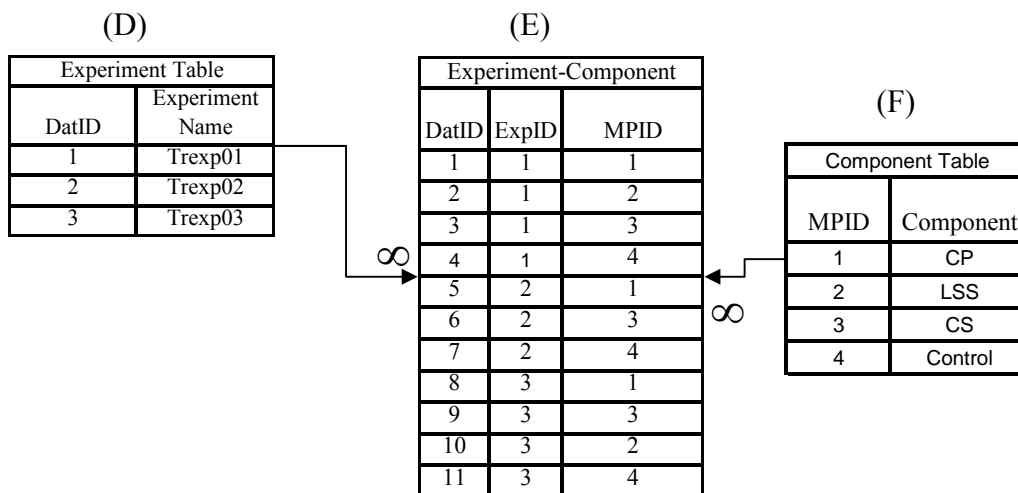 (D)
Experiment Table
DatID Experiment Name
1 Trexp01
2 Trexp02
3 Trexp03
(E)
Experiment-Component
DatID ExpID MPID
1 1 1
2 1 2
3 1 3
4 1 4
5 2 1
6 2 3
7 2 4
8 3 1
9 3 3
10 3 2
11 3 4
∞
∞
(F)
Component Table
MPID Component
1 CP
2 LSS
3 CS
4 Control